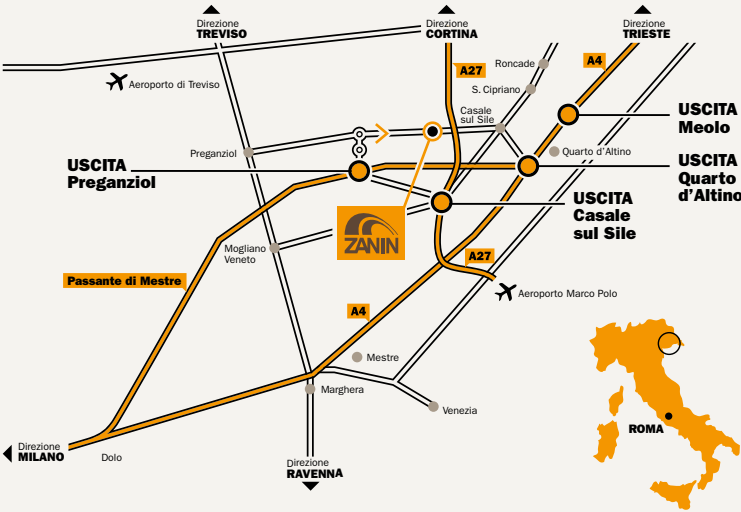 Direzione
TREVISO
Direzione
CORTINA
Direzione
TRIESTE
A27
A4
Roncade
Aeroporto di Treviso
S. Cipriano
Casale
sul Sile
USCITA
Meolo
Preganziol
Quarto d'Altino
USCITA
Preganziol
USCITA
Quarto
d'Altino
USCITA
Casale
sul Sile
ZANIN
Mogliano
Veneto
A27
Passante di Mestre
Aeroporto Marco Polo
A4
Mestre
Marghera
Venezia
ROMA
Direzione
MILANO
Dolo
Direzione
RAVENNA